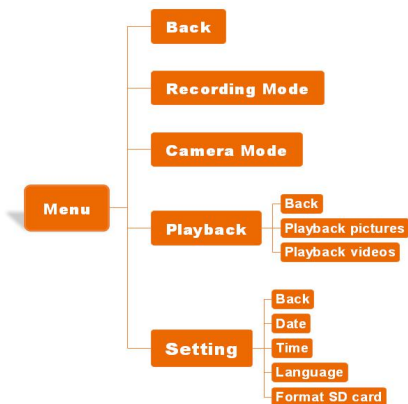 Back
Recording Mode
Camera Mode
Menu
Playback
Back
Playback pictures
Playback videos
Setting
Back
Date
Time
Language
Format SD card